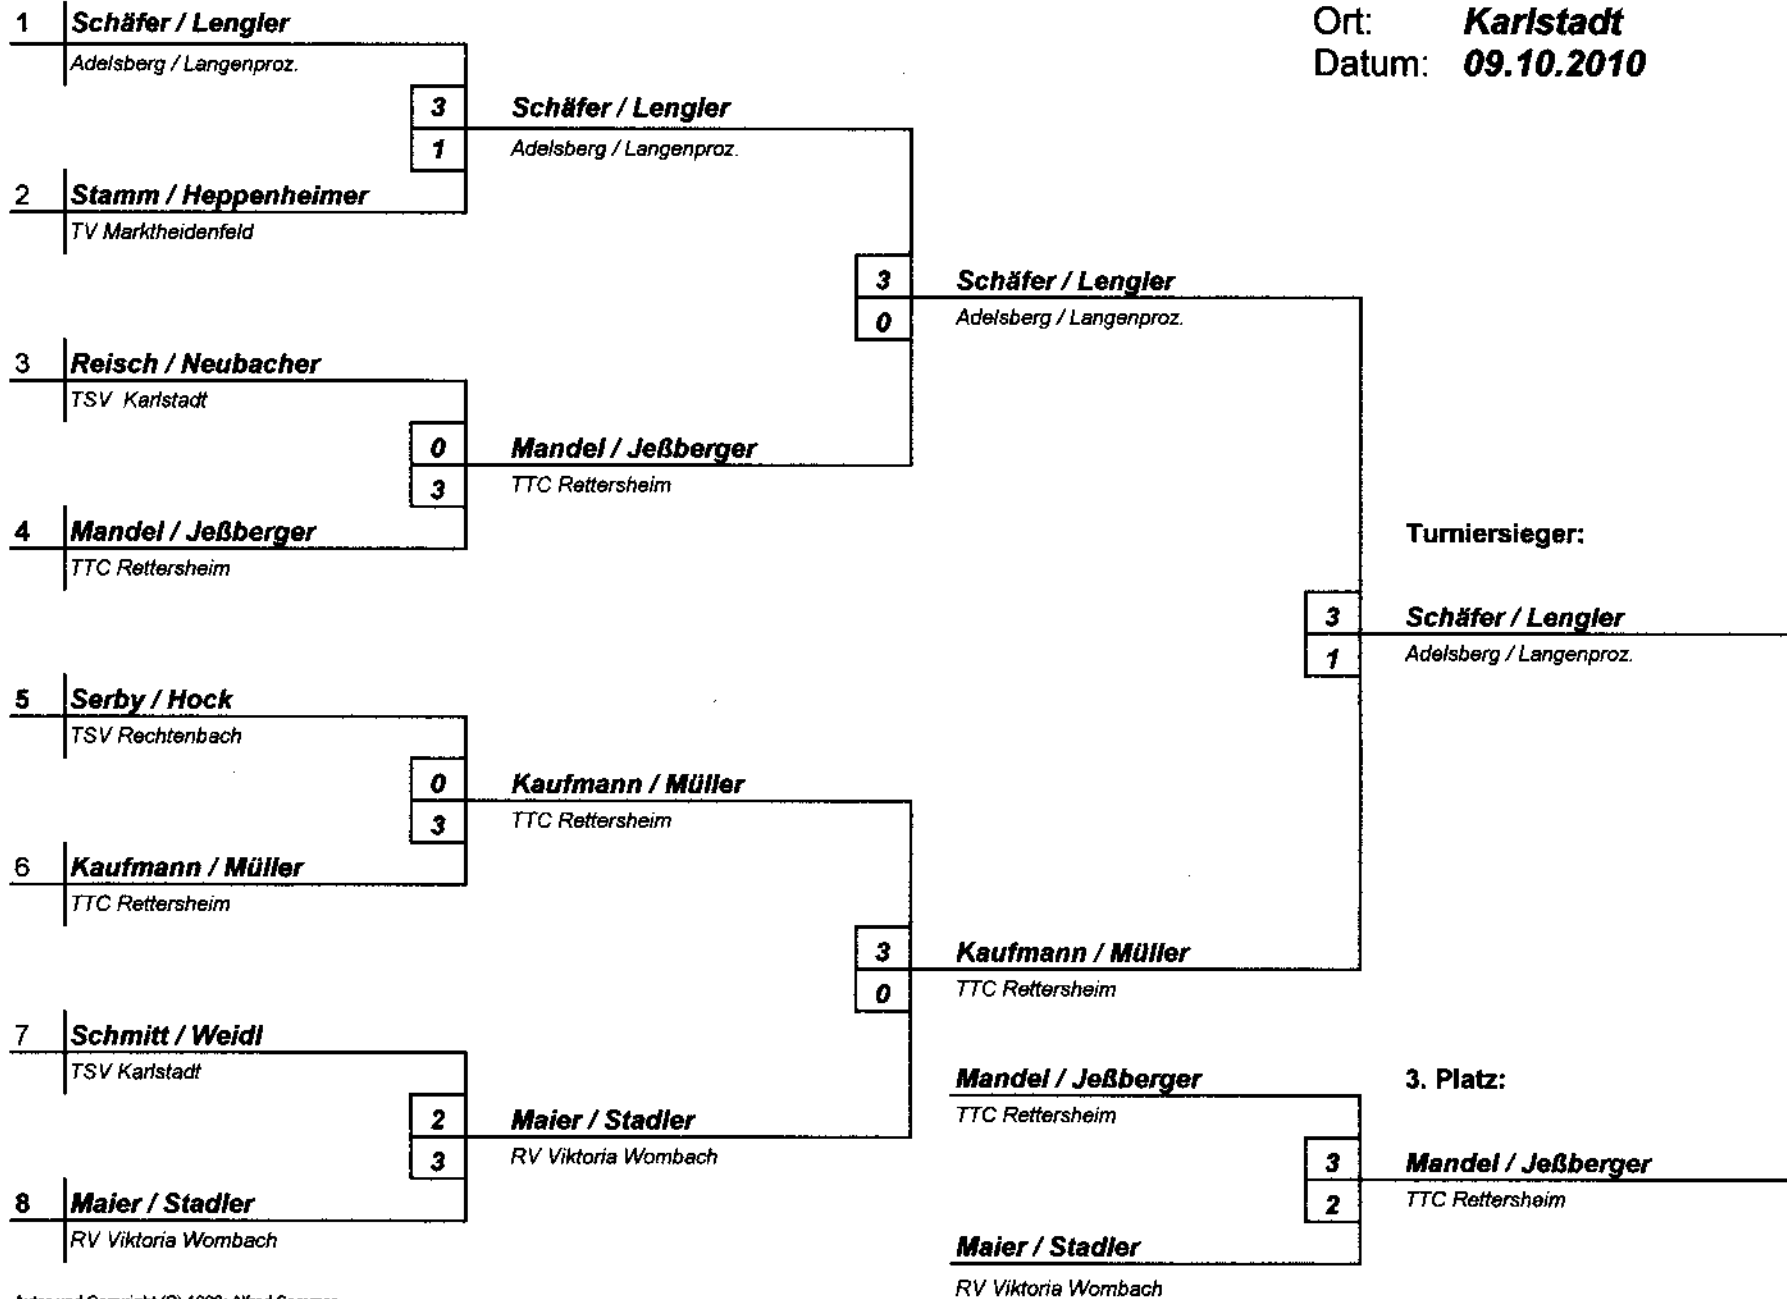 Ort: Karlstadt
Datum: 09.10.2010
1 Schäfer / Lengler
Adelsberg / Langenproz.
3 Schäfer / Lengler
1 Adelsberg / Langenproz.
2 Stamm / Heppenheimer
TV Marktheidenfeld
3 Schäfer / Lengler
0 Adelsberg / Langenproz.
3 Reisch / Neubacher
TSV Karlstadt
0 Mandel / Jeßberger
3 TTC Rettersheim
4 Mandel / Jeßberger
TTC Rettersheim
Turniersieger:
3 Schäfer / Lengler
1 Adelsberg / Langenproz.
5 Serby / Hock
TSV Rechtenbach
0 Kaufmann / Müller
3 TTC Rettersheim
6 Kaufmann / Müller
TTC Rettersheim
3 Kaufmann / Müller
0 TTC Rettersheim
7 Schmitt / Weidl
TSV Karlstadt
2 Maier / Stadler
3 RV Viktoria Wombach
8 Maier / Stadler
RV Viktoria Wombach
Mandel / Jeßberger
TTC Rettersheim
3. Platz:
3 Mandel / Jeßberger
2 TTC Rettersheim
Maier / Stadler
RV Viktoria Wombach